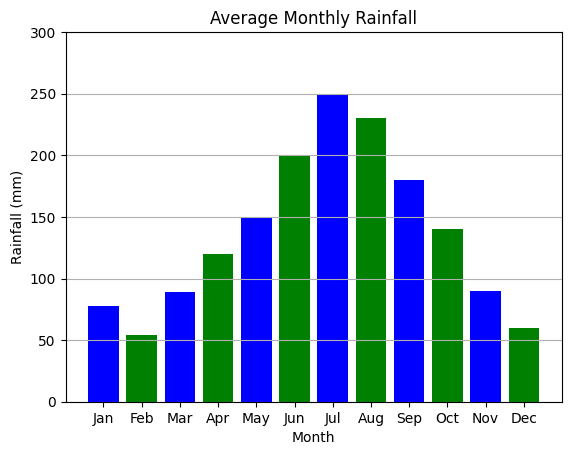 Average Monthly Rainfall
300
250
200
150
100
50
0
Rainfall (mm)
Jan Feb Mar Apr May Jun Jul Aug Sep Oct Nov Dec
Month